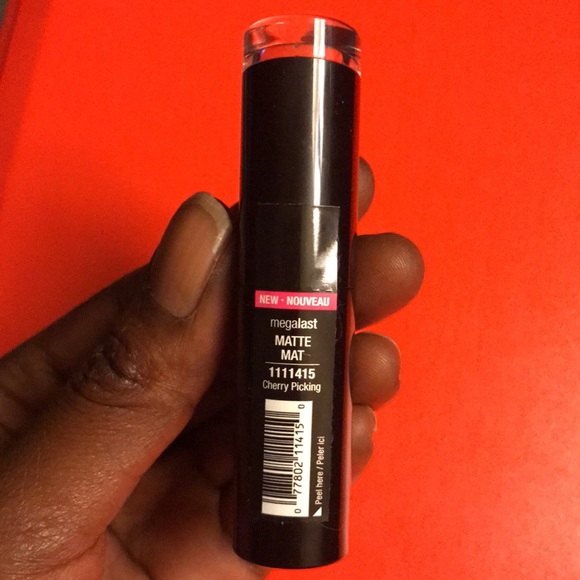 NEW • NOUVEAU
megalast
MATTE
MAT
1111415
Cherry Picking
0 77802 11415 0
Peel here / Peler ici